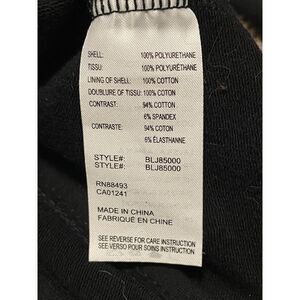 SHELL: 100% POLYURETHANE
TISSU: 100% POLYURÉTHANE
LINING OF SHELL: 100% COTTON
DOUBLURE OF TISSU: 100% COTTON
CONTRAST: 94% COTTON
6% SPANDEX
CONTRASTE: 94% COTON
6% ÉLASTHANNE
STYLE#: BLJ85000
STYLE#: BLJ85000
RN88493
CA01241
MADE IN CHINA
FABRIQUÉ EN CHINE
SEE REVERSE FOR CARE INSTRUCTION
SEE VERSO POUR SOINS INSTRUCTION